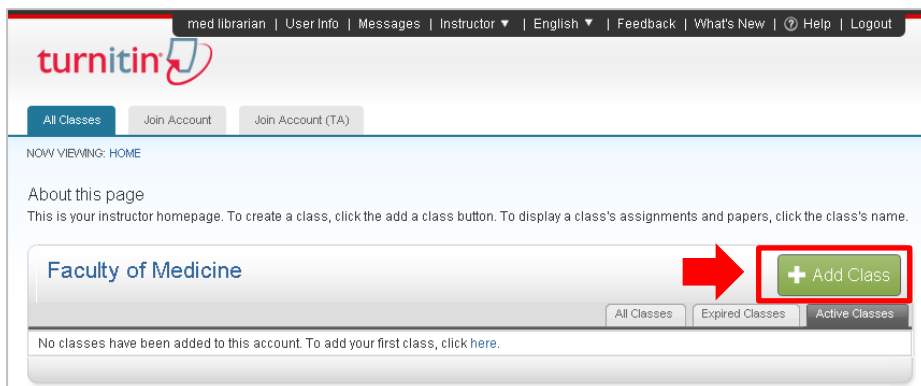 med librarian | User Info | Messages | Instructor ▼ | English ▼ | Feedback | What's New | ? Help | Logout
turnitin
All Classes Join Account Join Account (TA)
NOW VIEWING: HOME
About this page
This is your instructor homepage. To create a class, click the add a class button. To display a class's assignments and papers, click the class's name.
Faculty of Medicine + Add Class
All Classes Expired Classes Active Classes
No classes have been added to this account. To add your first class, click here.